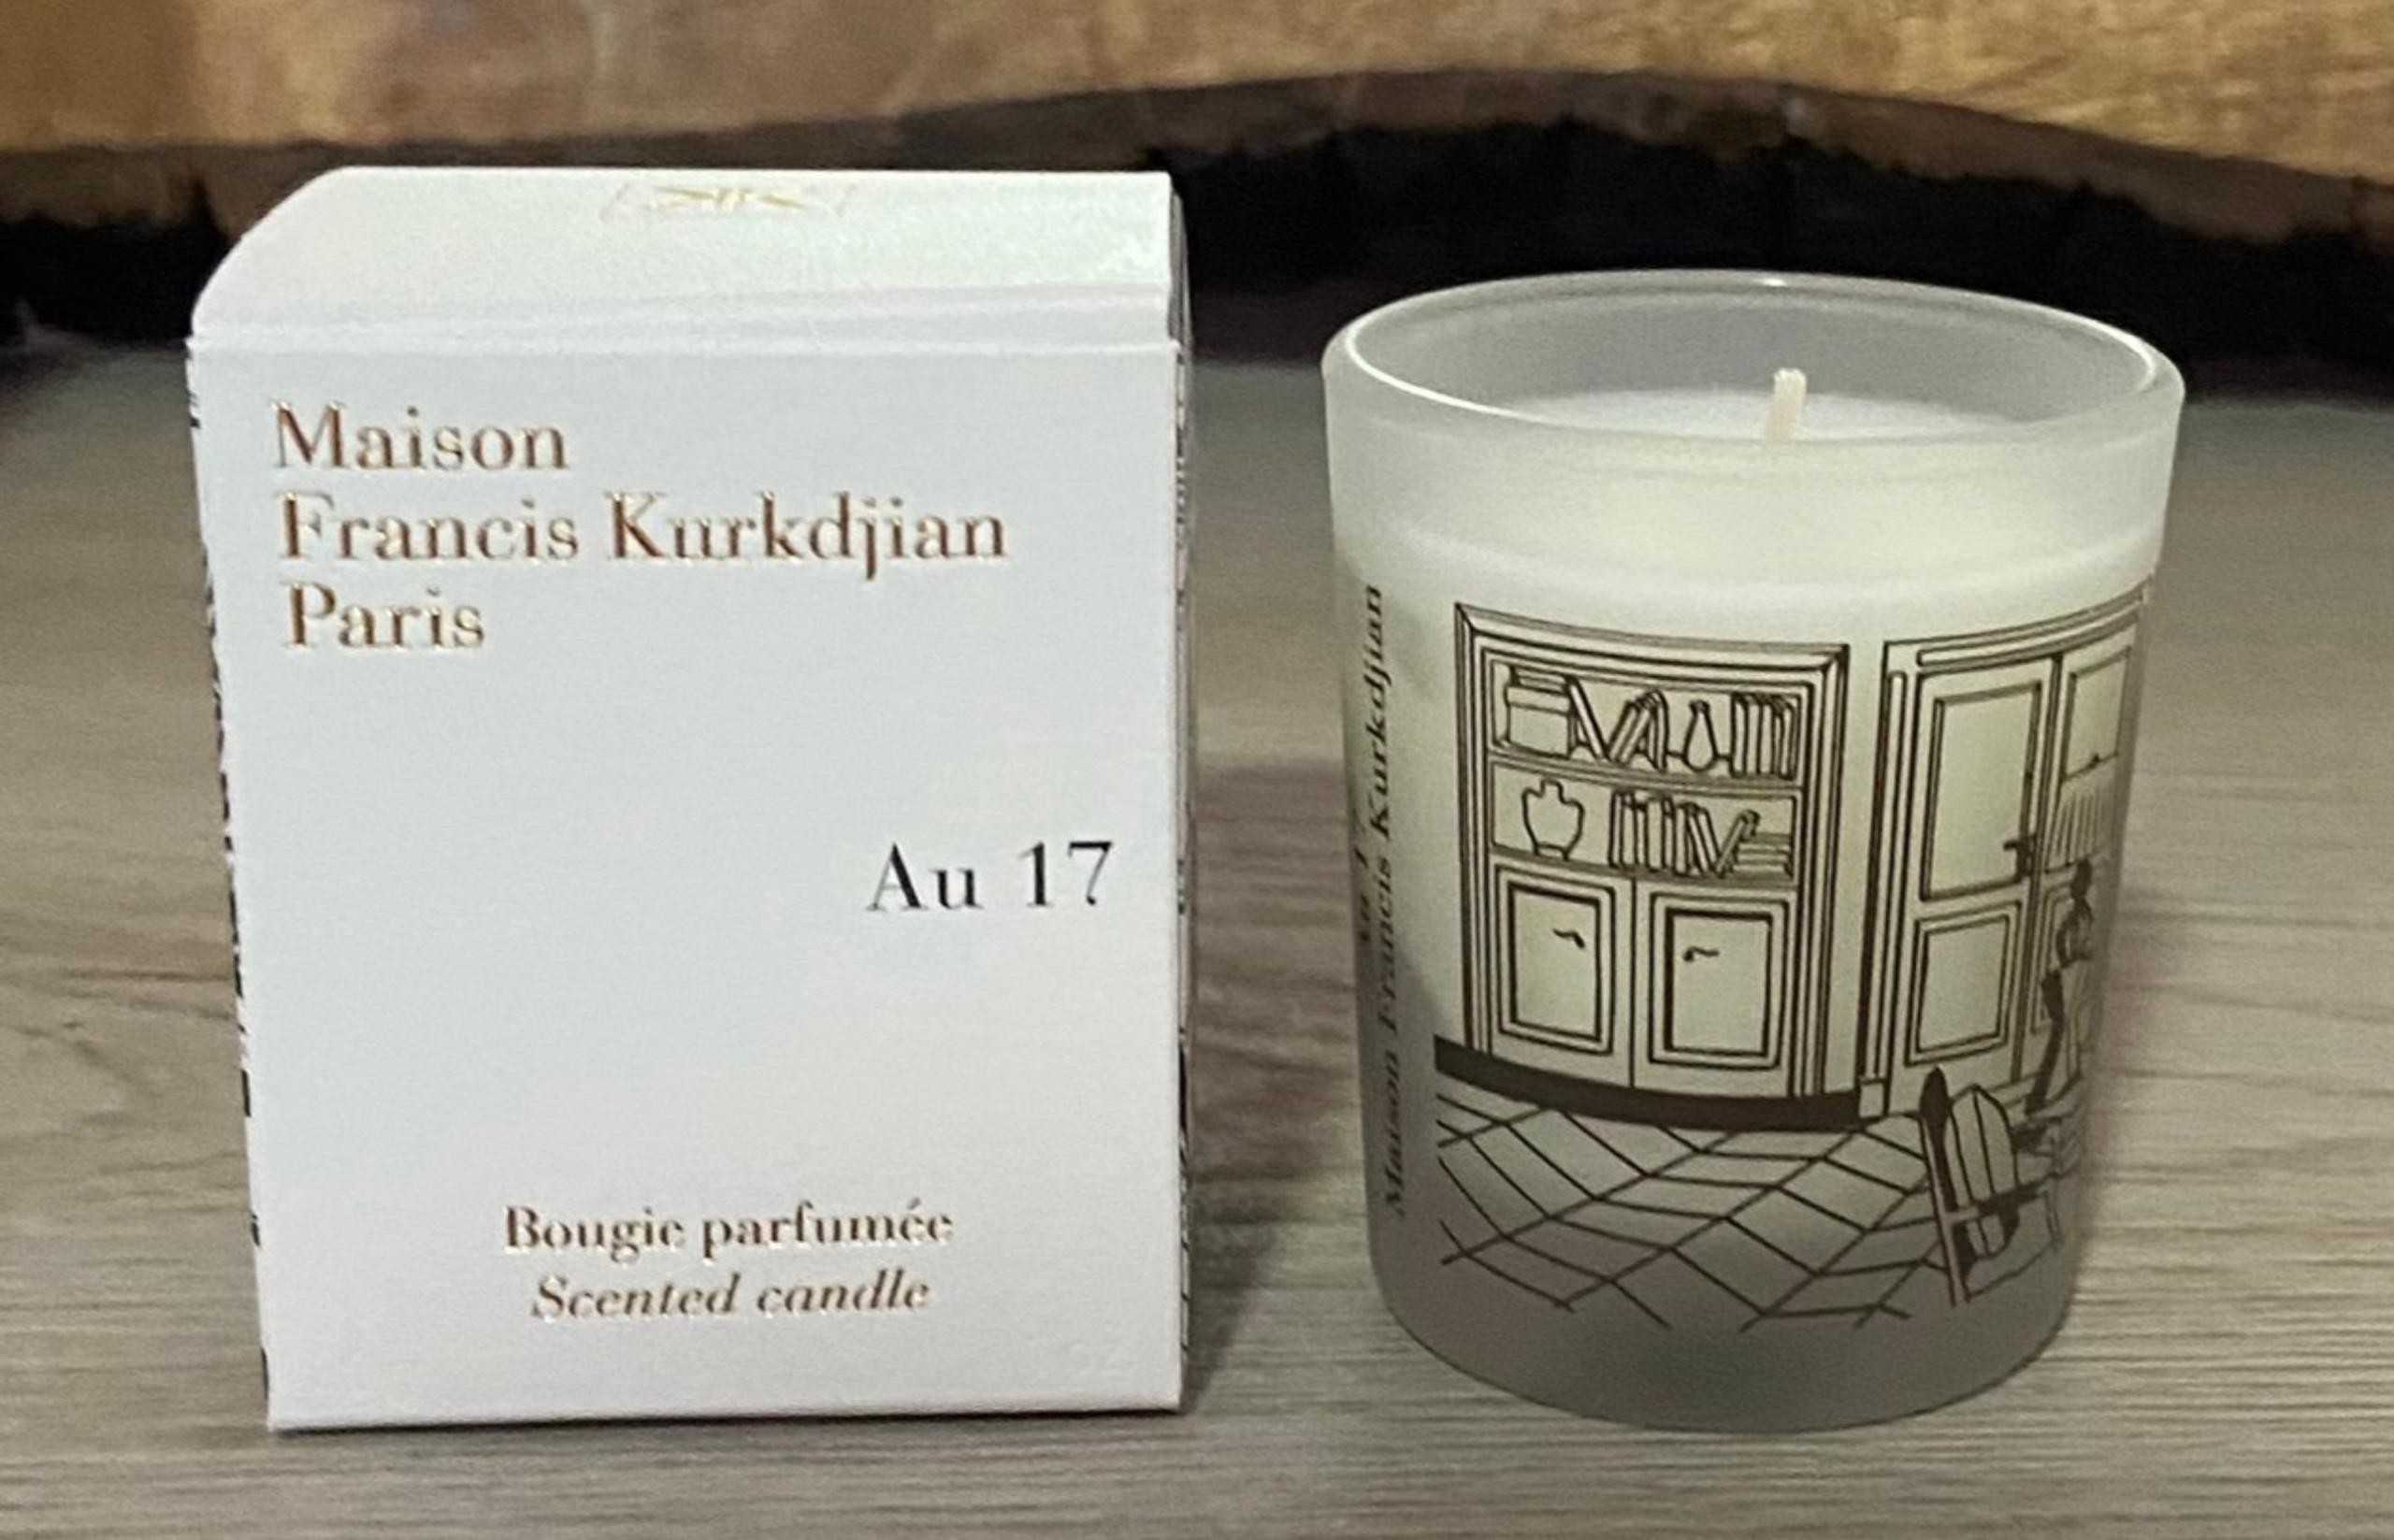 Maison
Francis Kurkdjian
Paris
Au 17
Bougie parfumée
Scented candle
Maison Francis Kurkdjian